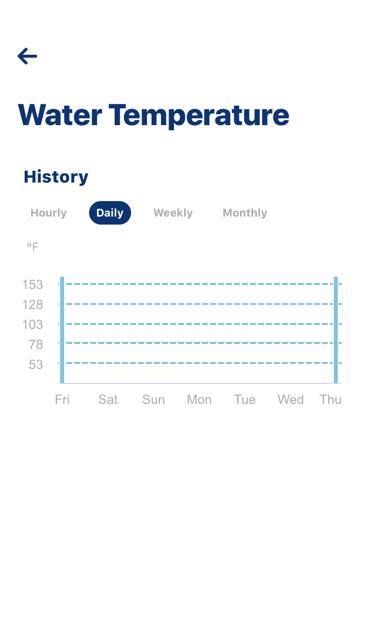 Water Temperature
History
Hourly Daily Weekly Monthly
°F
153
128
103
78
53
Fri Sat Sun Mon Tue Wed Thu